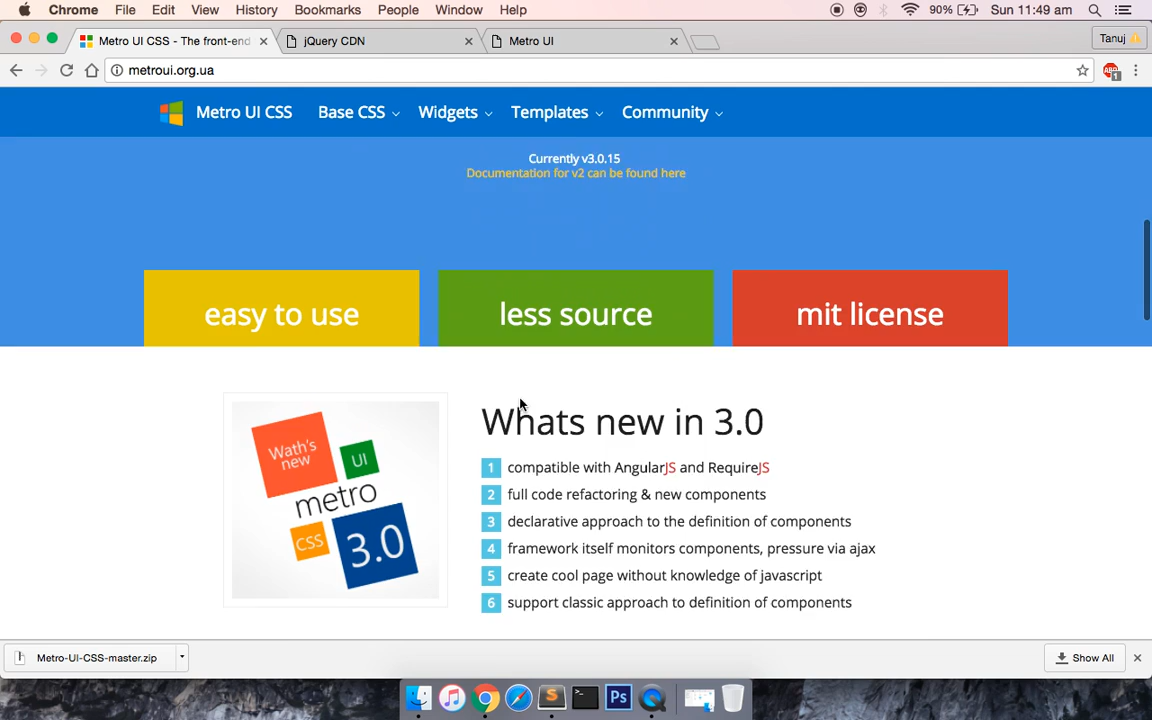 Chrome File Edit View History Bookmarks People Window Help 90% Sun 11:49 am
Metro UI CSS - The front-end jQuery CDN Metro UI Tanuj
metroui.org.ua 1
Metro UI CSS Base CSS Widgets Templates Community
Currently v3.0.15
Documentation for v2 can be found here
easy to use less source mit license
Wath's new UI metro CSS 3.0
Whats new in 3.0
1 compatible with AngularJS and RequireJS
2 full code refactoring & new components
3 declarative approach to the definition of components
4 framework itself monitors components, pressure via ajax
5 create cool page without knowledge of javascript
6 support classic approach to definition of components
Metro-UI-CSS-master.zip Show All
Ps